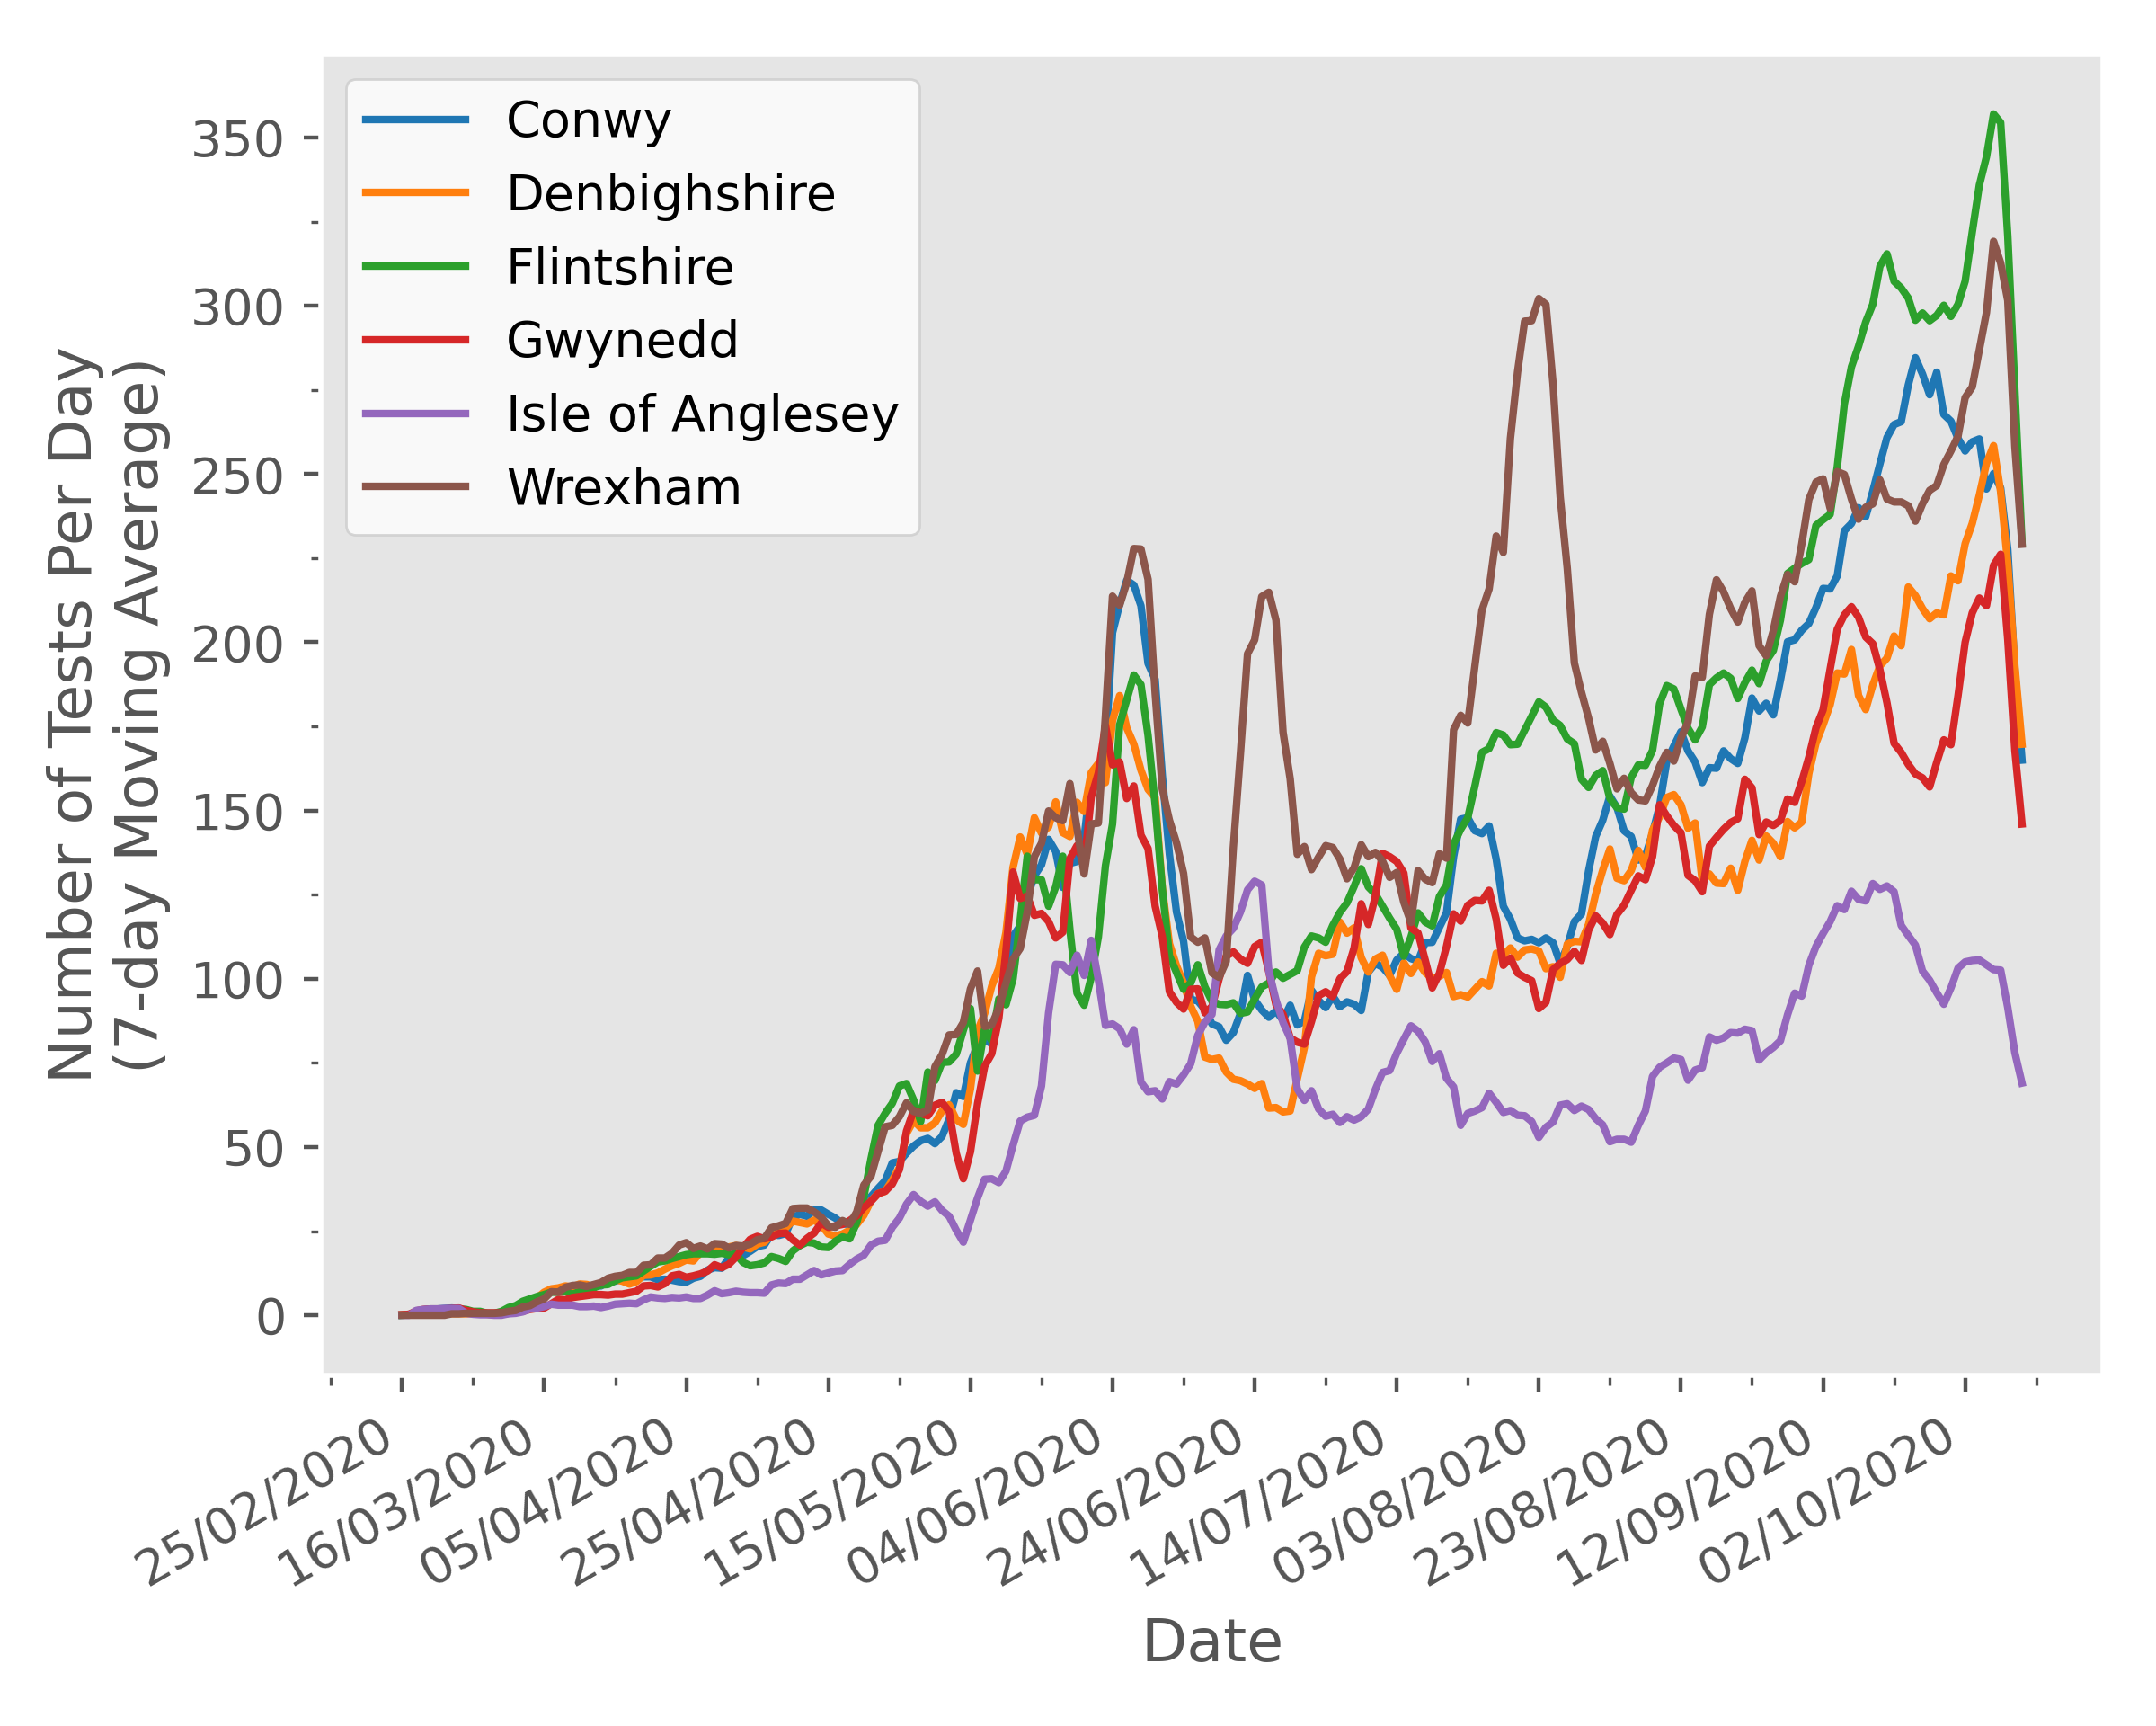 Conwy
Denbighshire
Flintshire
Gwynedd
Isle of Anglesey
Wrexham
350
300
250
200
150
100
50
0
Number of Tests Per Day
(7-day Moving Average)
25/02/2020
16/03/2020
05/04/2020
25/04/2020
15/05/2020
04/06/2020
24/06/2020
14/07/2020
03/08/2020
23/08/2020
12/09/2020
02/10/2020
Date